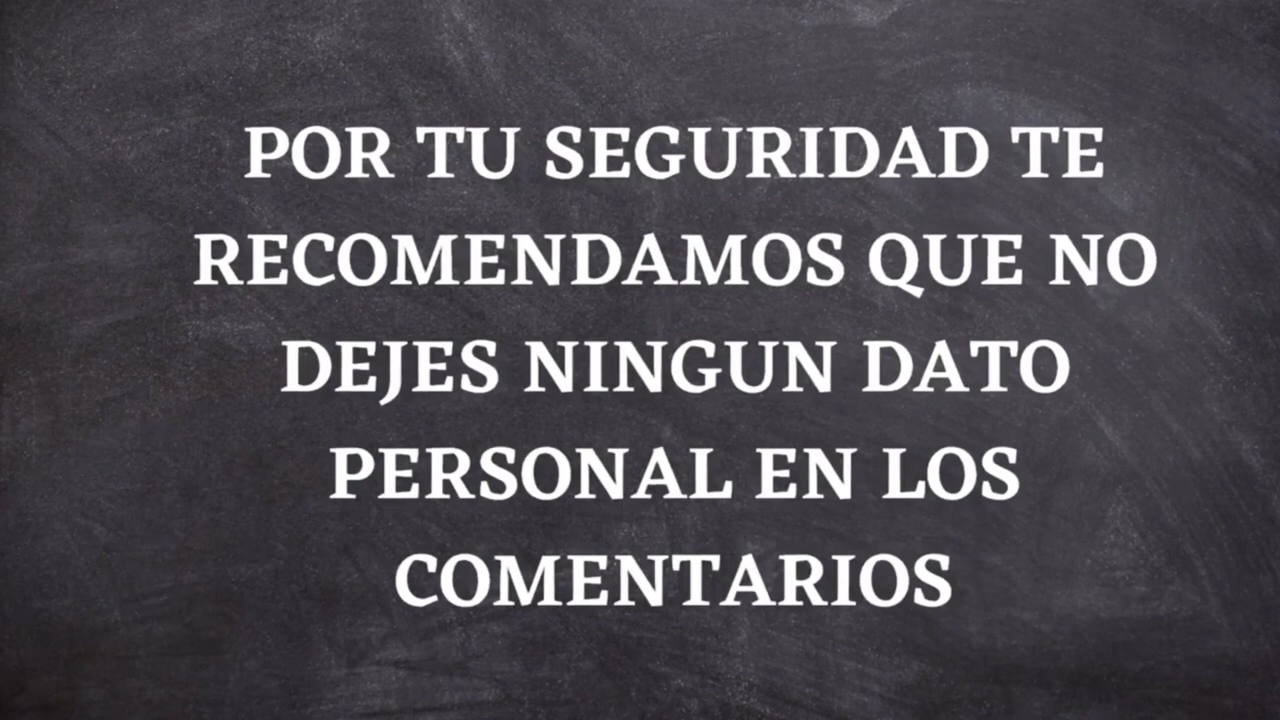 POR TU SEGURIDAD TE
RECOMENDAMOS QUE NO
DEJES NINGUN DATO
PERSONAL EN LOS
COMENTARIOS